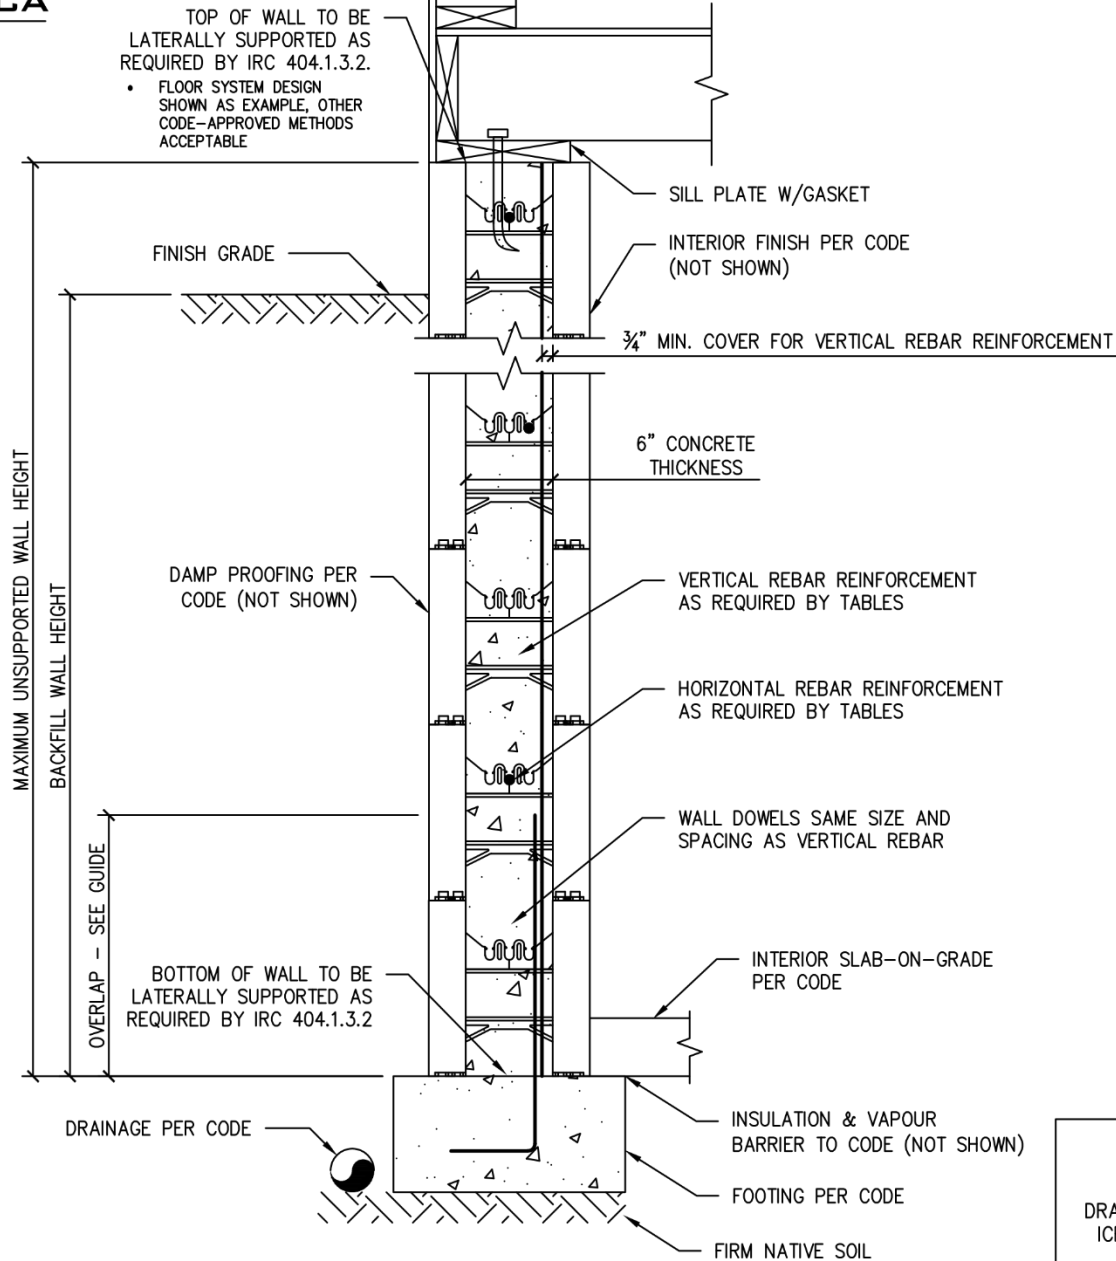 TOP OF WALL TO BE
LATERALLY SUPPORTED AS
REQUIRED BY IRC 404.1.3.2.
• FLOOR SYSTEM DESIGN
SHOWN AS EXAMPLE, OTHER
CODE-APPROVED METHODS
ACCEPTABLE
SILL PLATE W/GASKET
INTERIOR FINISH PER CODE
(NOT SHOWN)
FINISH GRADE
¾" MIN. COVER FOR VERTICAL REBAR REINFORCEMENT
6" CONCRETE
THICKNESS
MAXIMUM UNSUPPORTED WALL HEIGHT
BACKFILL WALL HEIGHT
DAMP PROOFING PER
CODE (NOT SHOWN)
VERTICAL REBAR REINFORCEMENT
AS REQUIRED BY TABLES
HORIZONTAL REBAR REINFORCEMENT
AS REQUIRED BY TABLES
WALL DOWELS SAME SIZE AND
SPACING AS VERTICAL REBAR
OVERLAP - SEE GUIDE
BOTTOM OF WALL TO BE
LATERALLY SUPPORTED AS
REQUIRED BY IRC 404.1.3.2
INTERIOR SLAB-ON-GRADE
PER CODE
DRAINAGE PER CODE
INSULATION & VAPOUR
BARRIER TO CODE (NOT SHOWN)
FOOTING PER CODE
FIRM NATIVE SOIL